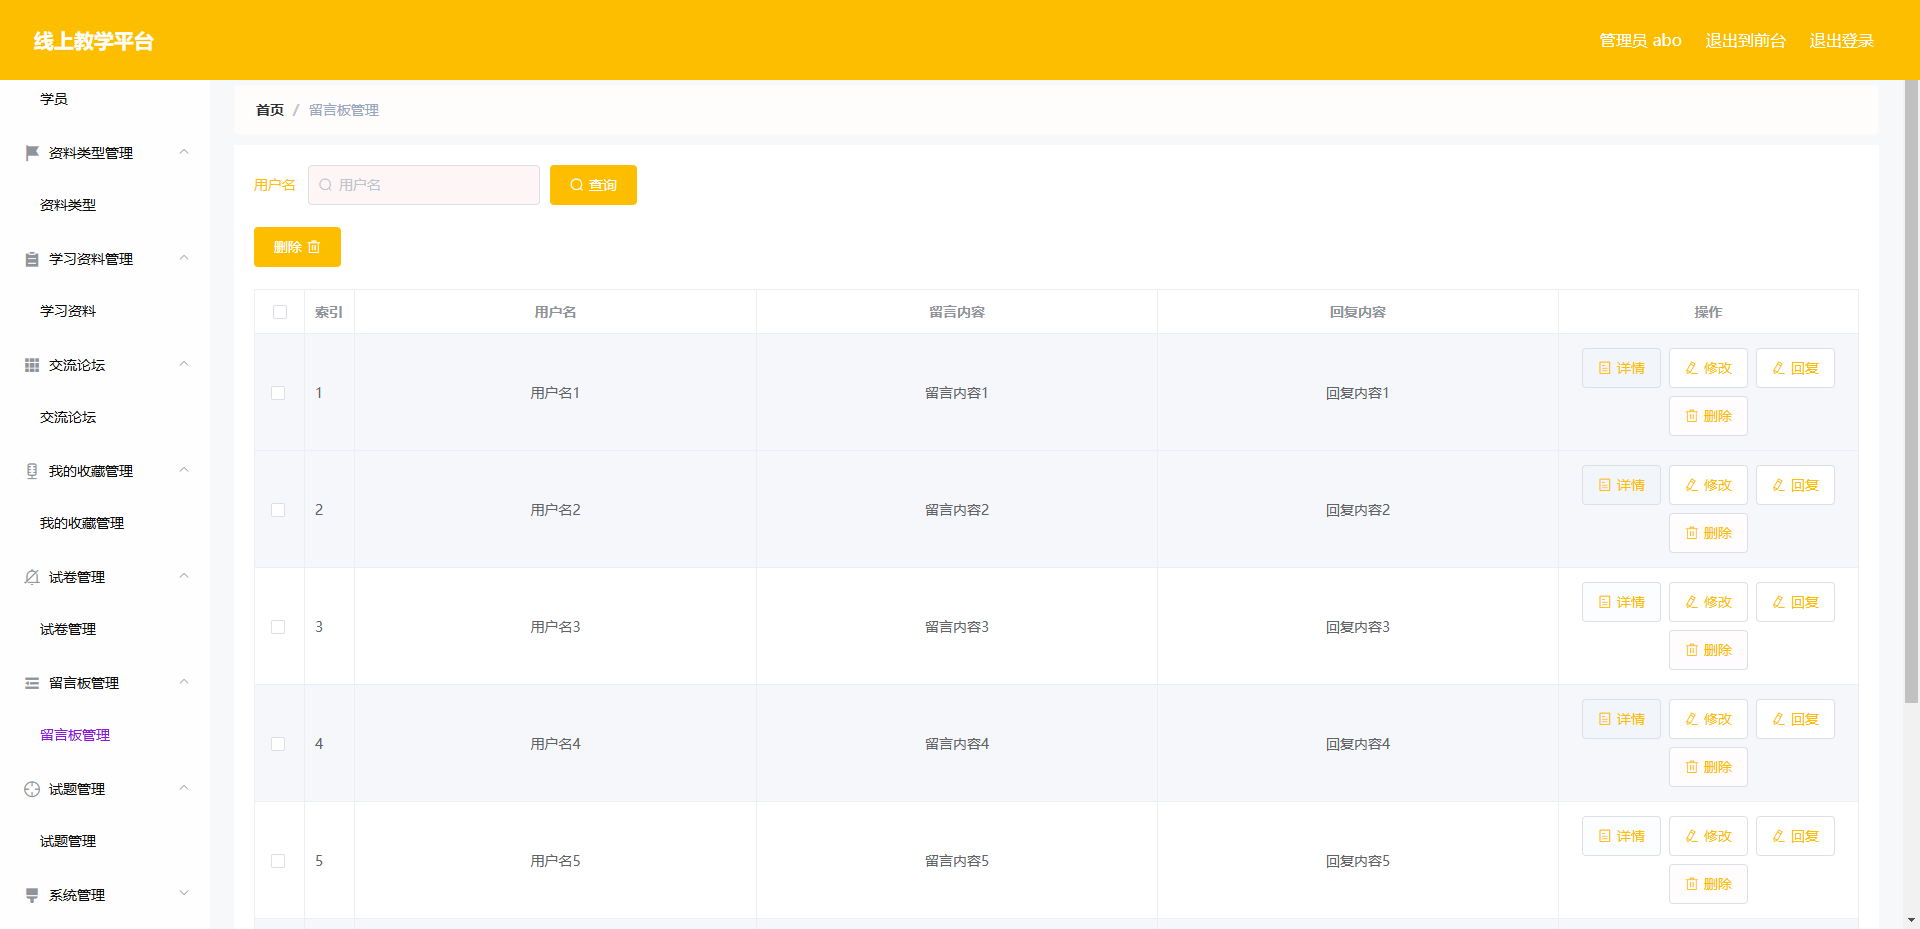 线上教学平台
管理员 abo 退出到前台 退出登录
学员
资料类型管理
资料类型
学习资料管理
学习资料
交流论坛
交流论坛
我的收藏管理
我的收藏管理
试卷管理
试卷管理
留言板管理
留言板管理
试题管理
试题管理
系统管理
首页 / 留言板管理
用户名 用户名 查询
删除
索引 用户名 留言内容 回复内容 操作
1 用户名1 留言内容1 回复内容1 详情 修改 回复
删除
2 用户名2 留言内容2 回复内容2 详情 修改 回复
删除
3 用户名3 留言内容3 回复内容3 详情 修改 回复
删除
4 用户名4 留言内容4 回复内容4 详情 修改 回复
删除
5 用户名5 留言内容5 回复内容5 详情 修改 回复
删除